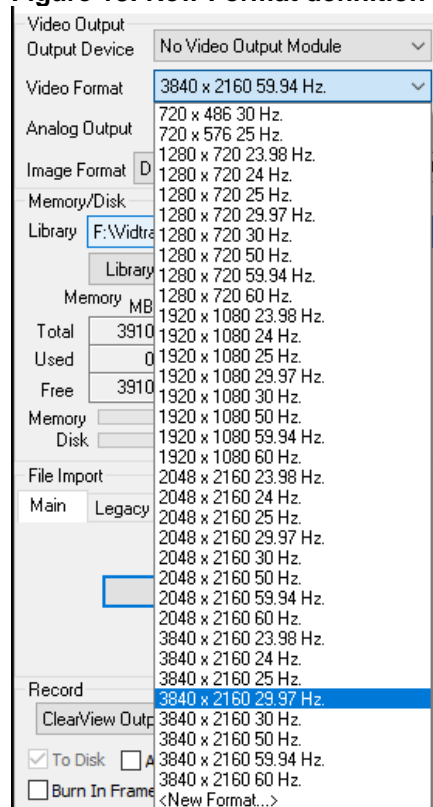 New Format definition
Video Output
Output Device No Video Output Module
Video Format 3840 x 2160 59.94 Hz.
Analog Output
Image Format D
Memory/Disk
Library F:\Vidtra
Library
Memory MB
Total 3910
Used 0
Free 3910
Memory
Disk
File Import
Main Legacy
Record
ClearView Outp
To Disk A
Burn In Frame
720 x 486 30 Hz.
720 x 576 25 Hz.
1280 x 720 23.98 Hz.
1280 x 720 24 Hz.
1280 x 720 25 Hz.
1280 x 720 29.97 Hz.
1280 x 720 30 Hz.
1280 x 720 50 Hz.
1280 x 720 59.94 Hz.
1280 x 720 60 Hz.
1920 x 1080 23.98 Hz.
1920 x 1080 24 Hz.
1920 x 1080 25 Hz.
1920 x 1080 29.97 Hz.
1920 x 1080 30 Hz.
1920 x 1080 50 Hz.
1920 x 1080 59.94 Hz.
1920 x 1080 60 Hz.
2048 x 2160 23.98 Hz.
2048 x 2160 24 Hz.
2048 x 2160 25 Hz.
2048 x 2160 29.97 Hz.
2048 x 2160 30 Hz.
2048 x 2160 50 Hz.
2048 x 2160 59.94 Hz.
2048 x 2160 60 Hz.
3840 x 2160 23.98 Hz.
3840 x 2160 24 Hz.
3840 x 2160 25 Hz.
3840 x 2160 29.97 Hz.
3840 x 2160 30 Hz.
3840 x 2160 50 Hz.
3840 x 2160 59.94 Hz.
3840 x 2160 60 Hz.
<New Format...>